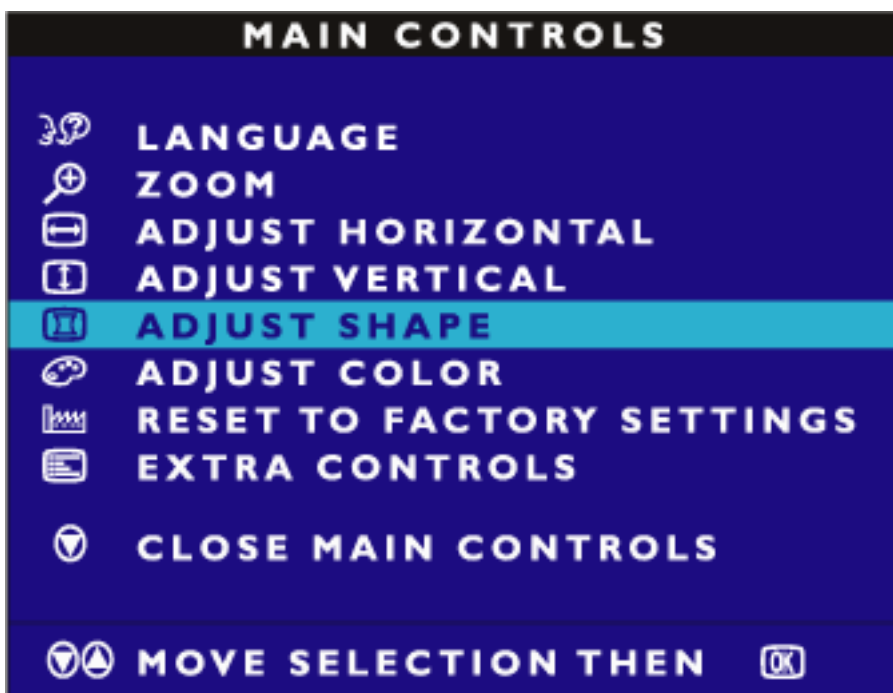 MAIN CONTROLS
LANGUAGE
ZOOM
ADJUST HORIZONTAL
ADJUST VERTICAL
ADJUST SHAPE
ADJUST COLOR
RESET TO FACTORY SETTINGS
EXTRA CONTROLS
CLOSE MAIN CONTROLS
MOVE SELECTION THEN OK